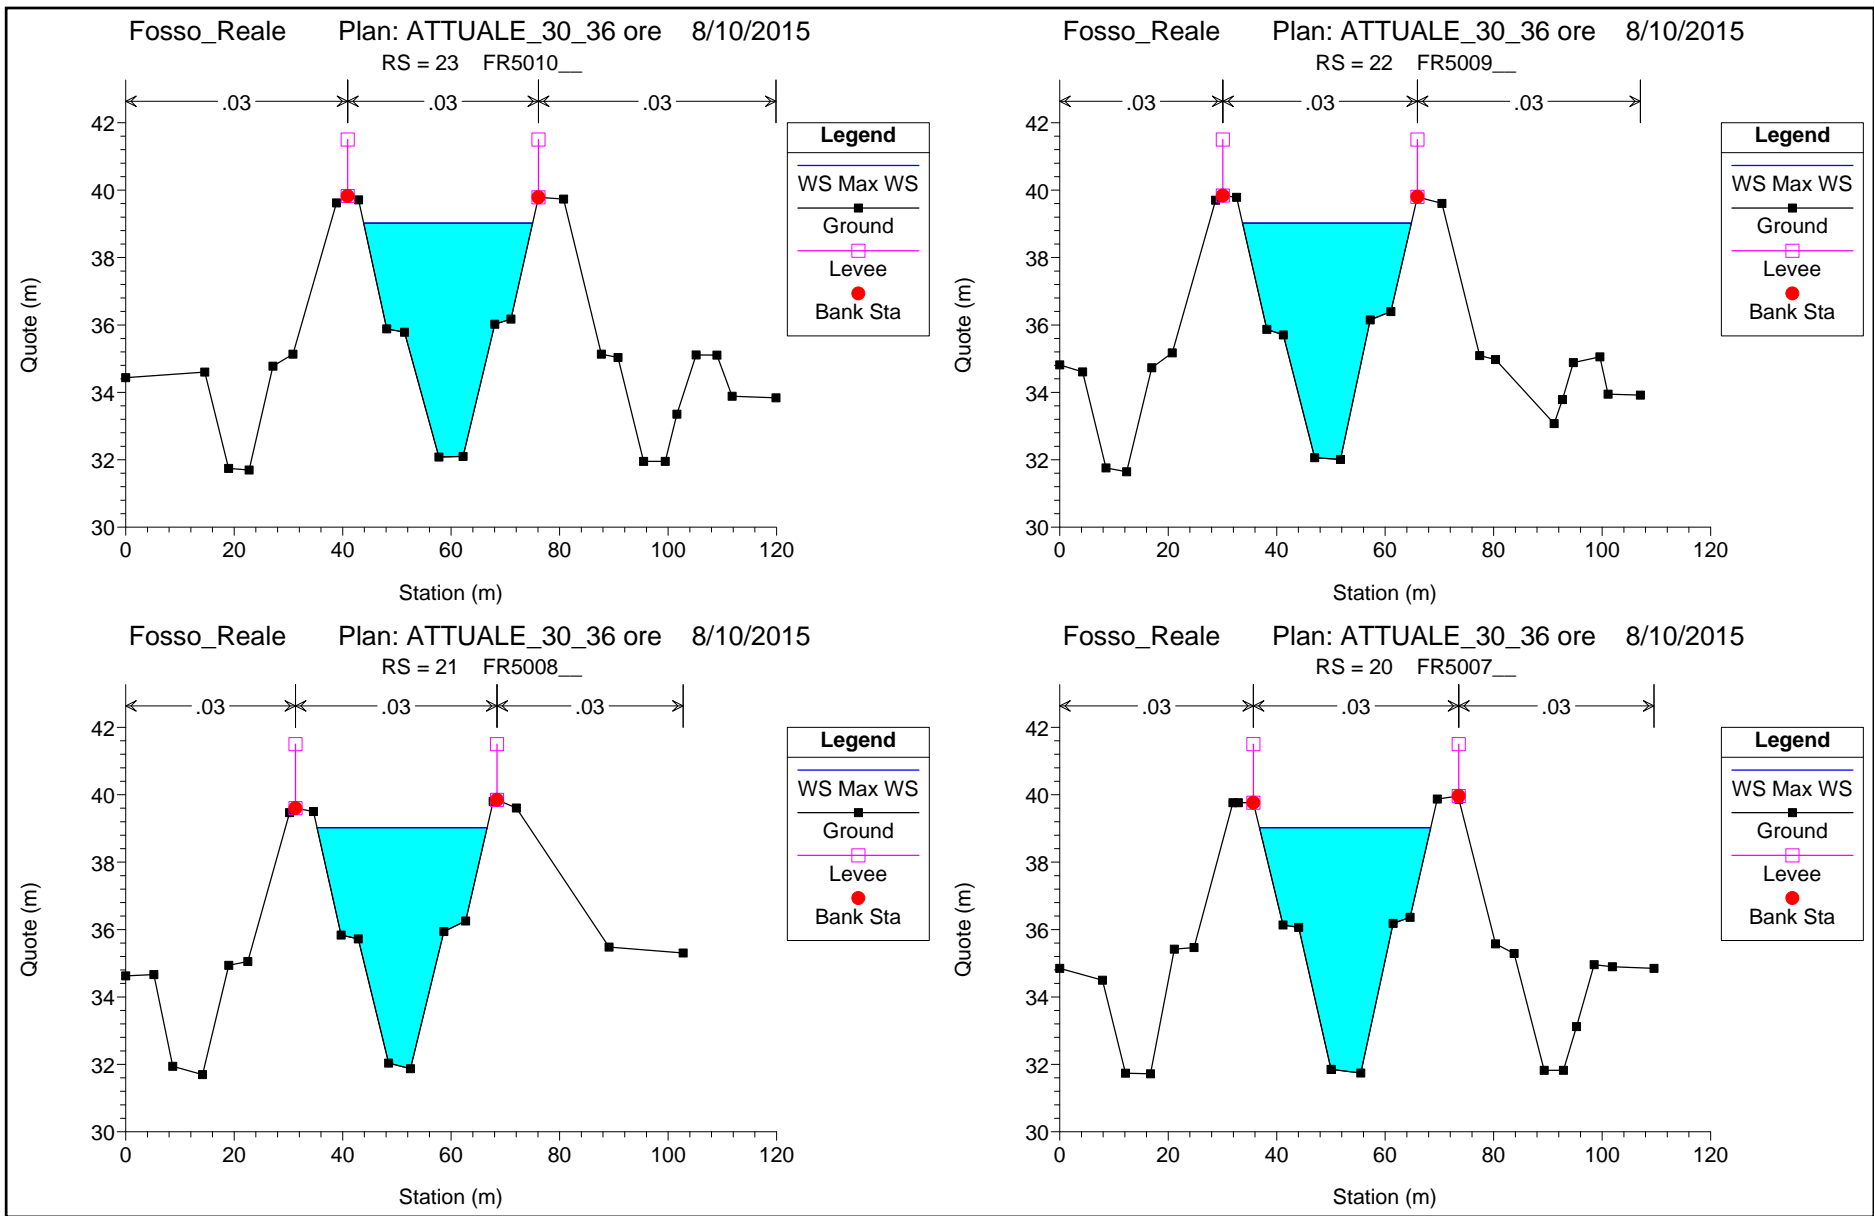 Fosso_Reale Plan: ATTUALE_30_36 ore 8/10/2015
RS = 23 FR5010__
.03 .03 .03
42
40
38
36
34
32
30
0 20 40 60 80 100 120
Quote (m)
Station (m)
Legend
WS Max WS
Ground
Levee
Bank Sta
Fosso_Reale Plan: ATTUALE_30_36 ore 8/10/2015
RS = 22 FR5009__
.03 .03 .03
42
40
38
36
34
32
30
0 20 40 60 80 100 120
Quote (m)
Station (m)
Legend
WS Max WS
Ground
Levee
Bank Sta
Fosso_Reale Plan: ATTUALE_30_36 ore 8/10/2015
RS = 21 FR5008__
.03 .03 .03
42
40
38
36
34
32
30
0 20 40 60 80 100 120
Quote (m)
Station (m)
Legend
WS Max WS
Ground
Levee
Bank Sta
Fosso_Reale Plan: ATTUALE_30_36 ore 8/10/2015
RS = 20 FR5007__
.03 .03 .03
42
40
38
36
34
32
30
0 20 40 60 80 100 120
Quote (m)
Station (m)
Legend
WS Max WS
Ground
Levee
Bank Sta